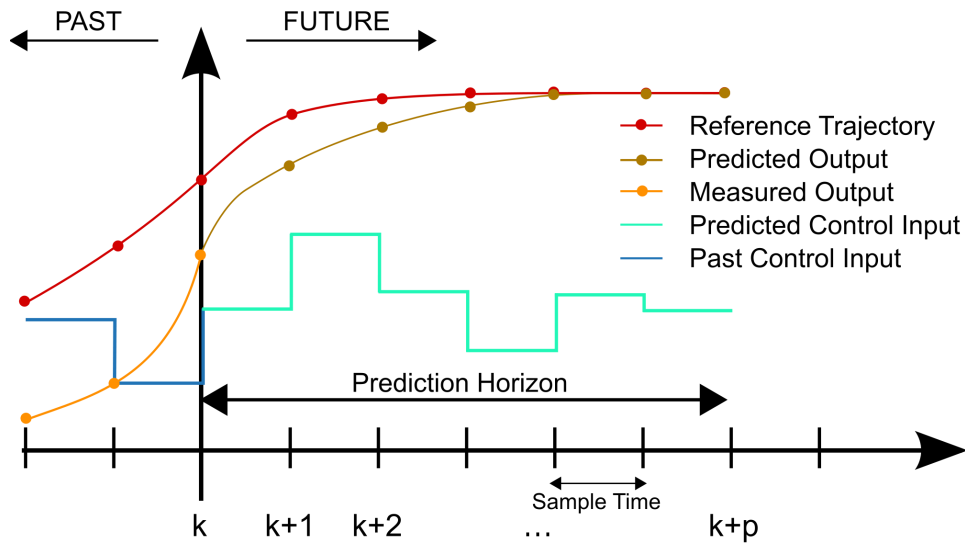 PAST
FUTURE
Reference Trajectory
Predicted Output
Measured Output
Predicted Control Input
Past Control Input
Prediction Horizon
Sample Time
k
k+1
k+2
...
k+p